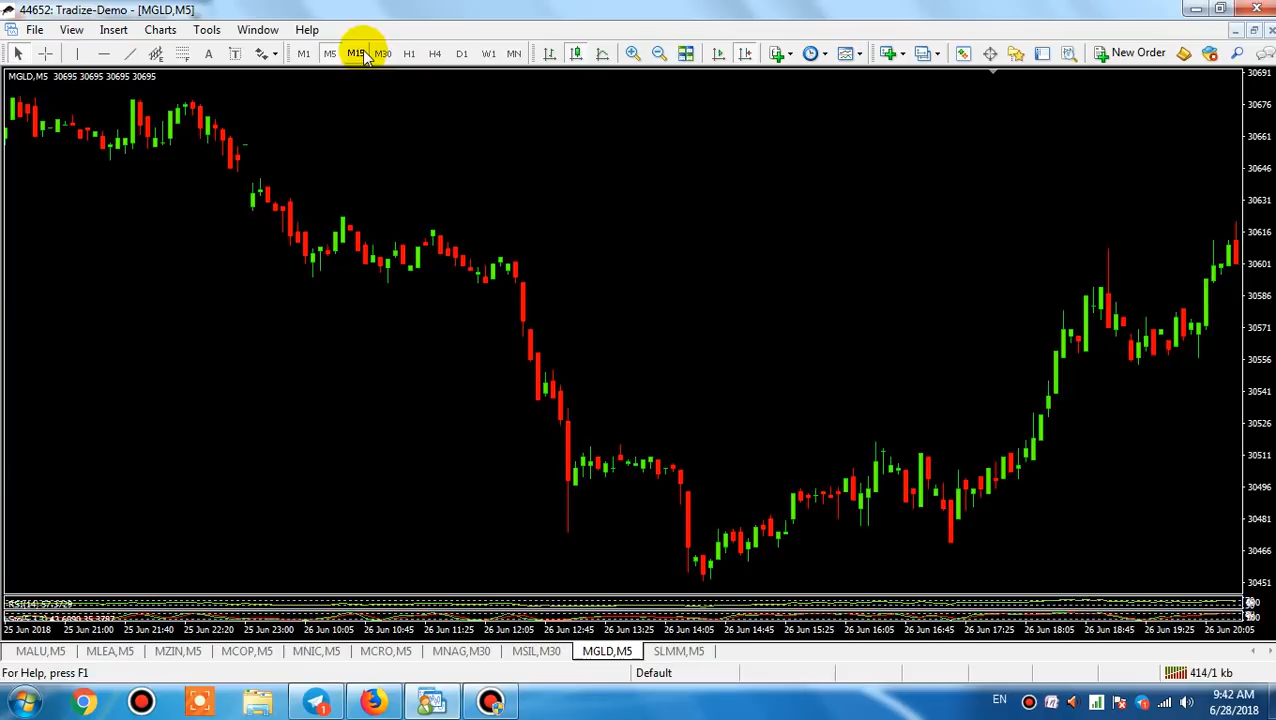 44652: Tradize-Demo - [MGLD,M5]
File View Insert Charts Tools Window Help
A T M1 M5 M15 M30 H1 H4 D1 W1 MN New Order
MGLD,M5 30695 30695 30695 30695
30691
30676
30661
30646
30631
30616
30601
30586
30571
30556
30541
30526
30511
30496
30481
30466
30451
RSI(14) 57.3729
25 Jun 2018 25 Jun 21:00 25 Jun 21:40 25 Jun 22:20 25 Jun 23:00 26 Jun 10:05 26 Jun 10:45 26 Jun 11:25 26 Jun 12:05 26 Jun 12:45 26 Jun 13:25 26 Jun 14:05 26 Jun 14:45 26 Jun 15:25 26 Jun 16:05 26 Jun 16:45 26 Jun 17:25 26 Jun 18:05 26 Jun 18:45 26 Jun 19:25 26 Jun 20:05
MALU,M5 MLEA,M5 MZIN,M5 MCOP,M5 MNIC,M5 MCRO,M5 MNAG,M30 MSIL,M30 MGLD,M5 SLMM,M5
For Help, press F1 Default 414/1 kb
EN 9:42 AM
6/28/2018